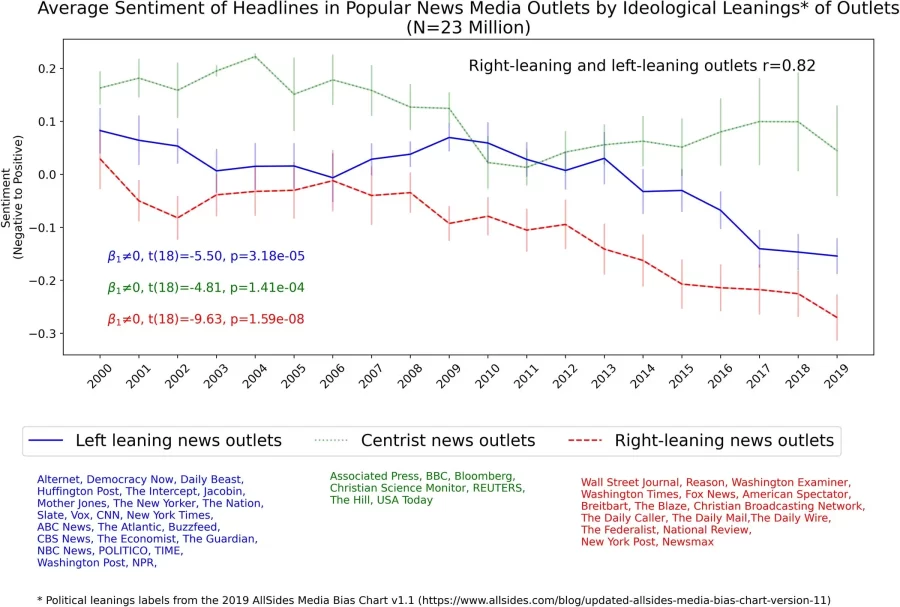 Average Sentiment of Headlines in Popular News Media Outlets by Ideological Leanings* of Outlets
(N=23 Million)
Right-leaning and left-leaning outlets r=0.82
Sentiment
(Negative to Positive)
0.2
0.1
0.0
−0.1
−0.2
−0.3
β₁≠0, t(18)=-5.50, p=3.18e-05
β₁≠0, t(18)=-4.81, p=1.41e-04
β₁≠0, t(18)=-9.63, p=1.59e-08
2000
2001
2002
2003
2004
2005
2006
2007
2008
2009
2010
2011
2012
2013
2014
2015
2016
2017
2018
2019
Left leaning news outlets
Centrist news outlets
Right-leaning news outlets
Alternet, Democracy Now, Daily Beast,
Huffington Post, The Intercept, Jacobin,
Mother Jones, The New Yorker, The Nation,
Slate, Vox, CNN, New York Times,
ABC News, The Atlantic, Buzzfeed,
CBS News, The Economist, The Guardian,
NBC News, POLITICO, TIME,
Washington Post, NPR,
Associated Press, BBC, Bloomberg,
Christian Science Monitor, REUTERS,
The Hill, USA Today
Wall Street Journal, Reason, Washington Examiner,
Washington Times, Fox News, American Spectator,
Breitbart, The Blaze, Christian Broadcasting Network,
The Daily Caller, The Daily Mail,The Daily Wire,
The Federalist, National Review,
New York Post, Newsmax
* Political leanings labels from the 2019 AllSides Media Bias Chart v1.1 (https://www.allsides.com/blog/updated-allsides-media-bias-chart-version-11)